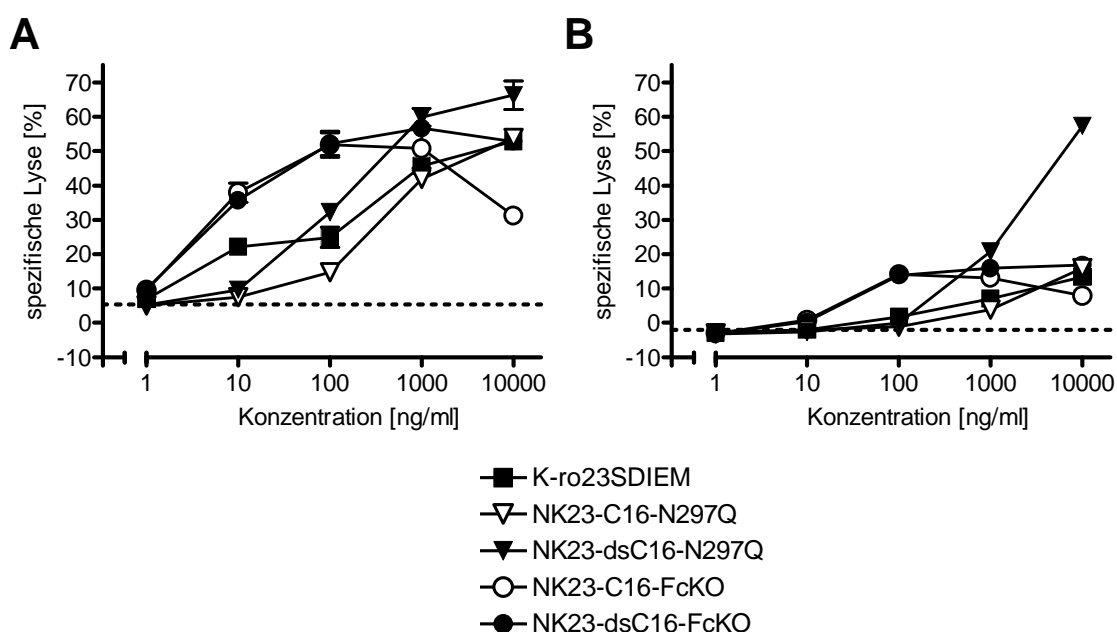 A
B
spezifische Lyse [%]
70
60
50
40
30
20
10
0
-10
1 10 100 1000 10000
Konzentration [ng/ml]
spezifische Lyse [%]
70
60
50
40
30
20
10
0
-10
1 10 100 1000 10000
Konzentration [ng/ml]
K-ro23SDIEM
NK23-C16-N297Q
NK23-dsC16-N297Q
NK23-C16-FcKO
NK23-dsC16-FcKO